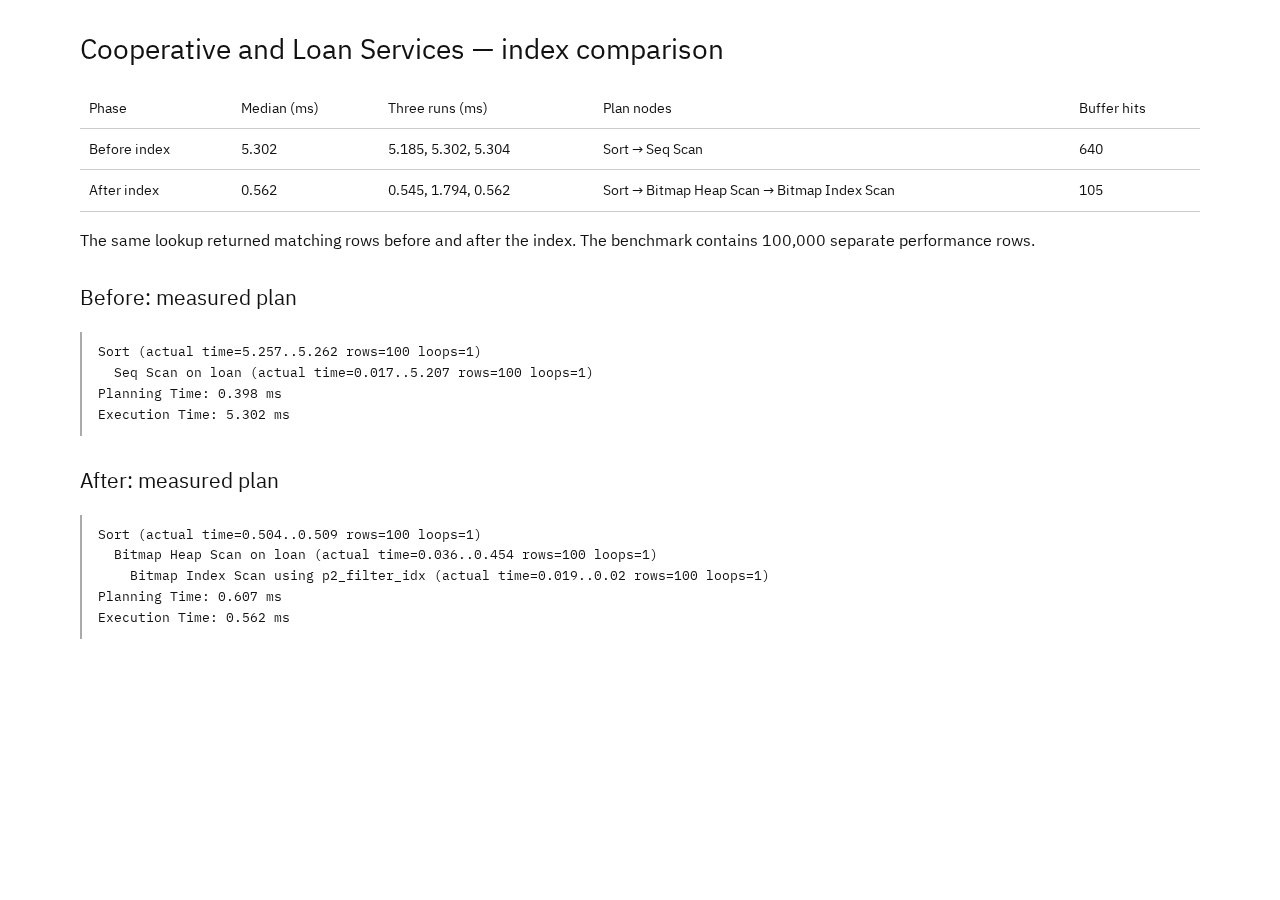 Cooperative and Loan Services — index comparison
Phase Median (ms) Three runs (ms) Plan nodes Buffer hits
Before index 5.302 5.185, 5.302, 5.304 Sort → Seq Scan 640
After index 0.562 0.545, 1.794, 0.562 Sort → Bitmap Heap Scan → Bitmap Index Scan 105
The same lookup returned matching rows before and after the index. The benchmark contains 100,000 separate performance rows.
Before: measured plan
Sort (actual time=5.257..5.262 rows=100 loops=1)
  Seq Scan on loan (actual time=0.017..5.207 rows=100 loops=1)
Planning Time: 0.398 ms
Execution Time: 5.302 ms
After: measured plan
Sort (actual time=0.504..0.509 rows=100 loops=1)
  Bitmap Heap Scan on loan (actual time=0.036..0.454 rows=100 loops=1)
    Bitmap Index Scan using p2_filter_idx (actual time=0.019..0.02 rows=100 loops=1)
Planning Time: 0.607 ms
Execution Time: 0.562 ms